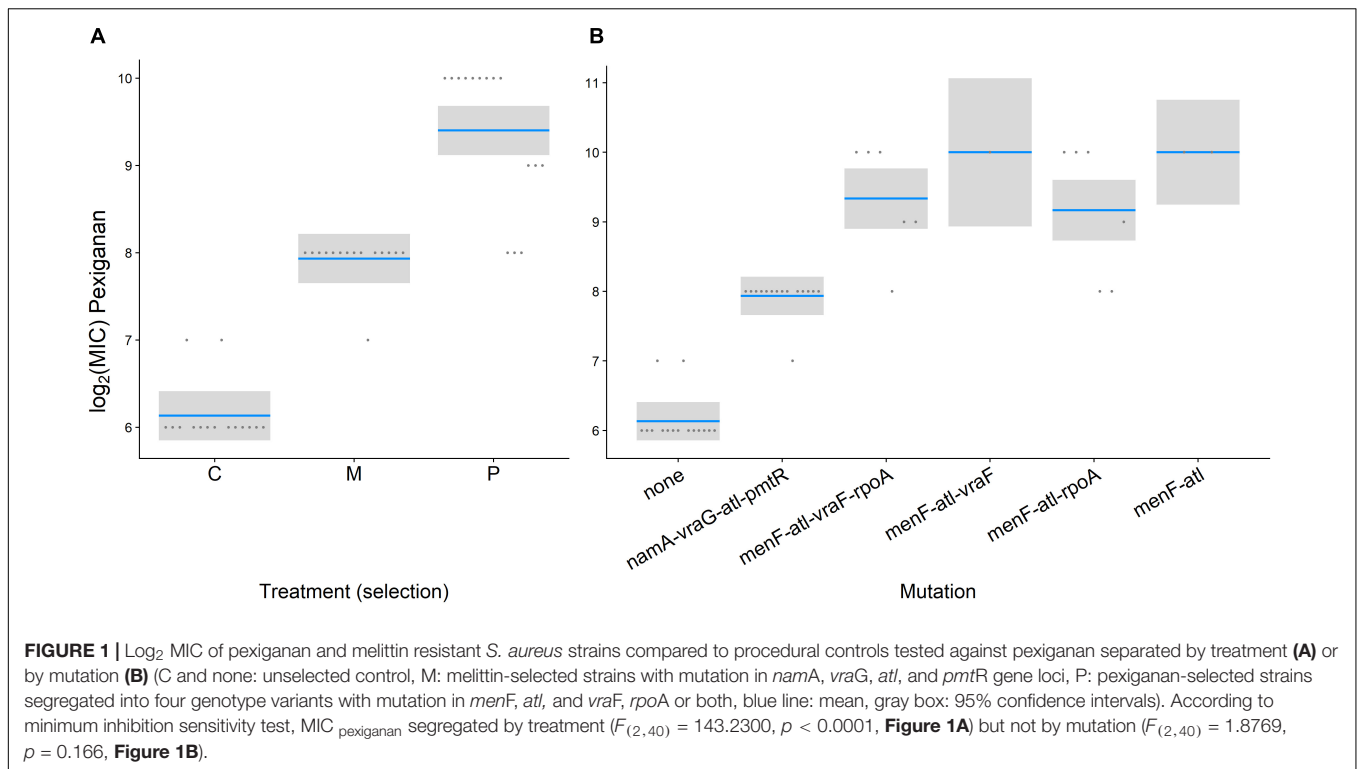 A
B
log₂(MIC) Pexiganan
10
9
8
7
6
C
M
P
Treatment (selection)
11
10
9
8
7
6
none
namA-vraG-atl-pmtR
menF-atl-vraF-rpoA
menF-atl-vraF
menF-atl-rpoA
menF-atl
Mutation
FIGURE 1 | Log₂ MIC of pexiganan and melittin resistant S. aureus strains compared to procedural controls tested against pexiganan separated by treatment (A) or
by mutation (B) (C and none: unselected control, M: melittin-selected strains with mutation in namA, vraG, atl, and pmtR gene loci, P: pexiganan-selected strains
segregated into four genotype variants with mutation in menF, atl, and vraF, rpoA or both, blue line: mean, gray box: 95% confidence intervals). According to
minimum inhibition sensitivity test, MIC pexiganan segregated by treatment (F(2,40) = 143.2300, p < 0.0001, Figure 1A) but not by mutation (F(2,40) = 1.8769,
p = 0.166, Figure 1B).